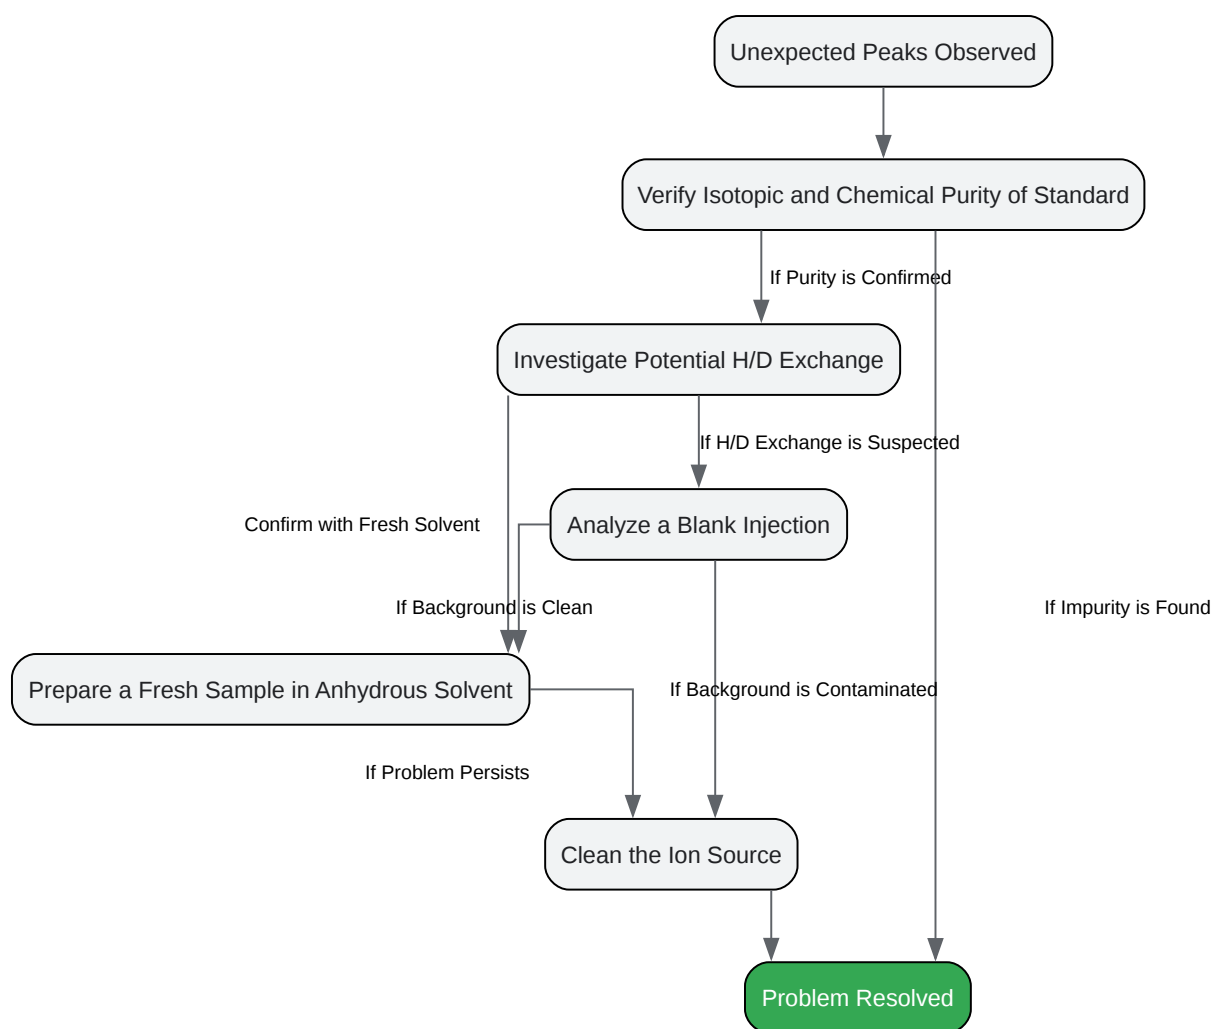 Unexpected Peaks Observed
Verify Isotopic and Chemical Purity of Standard
If Purity is Confirmed
Investigate Potential H/D Exchange
If H/D Exchange is Suspected
Confirm with Fresh Solvent
Analyze a Blank Injection
If Background is Clean
If Impurity is Found
Prepare a Fresh Sample in Anhydrous Solvent
If Background is Contaminated
If Problem Persists
Clean the Ion Source
Problem Resolved